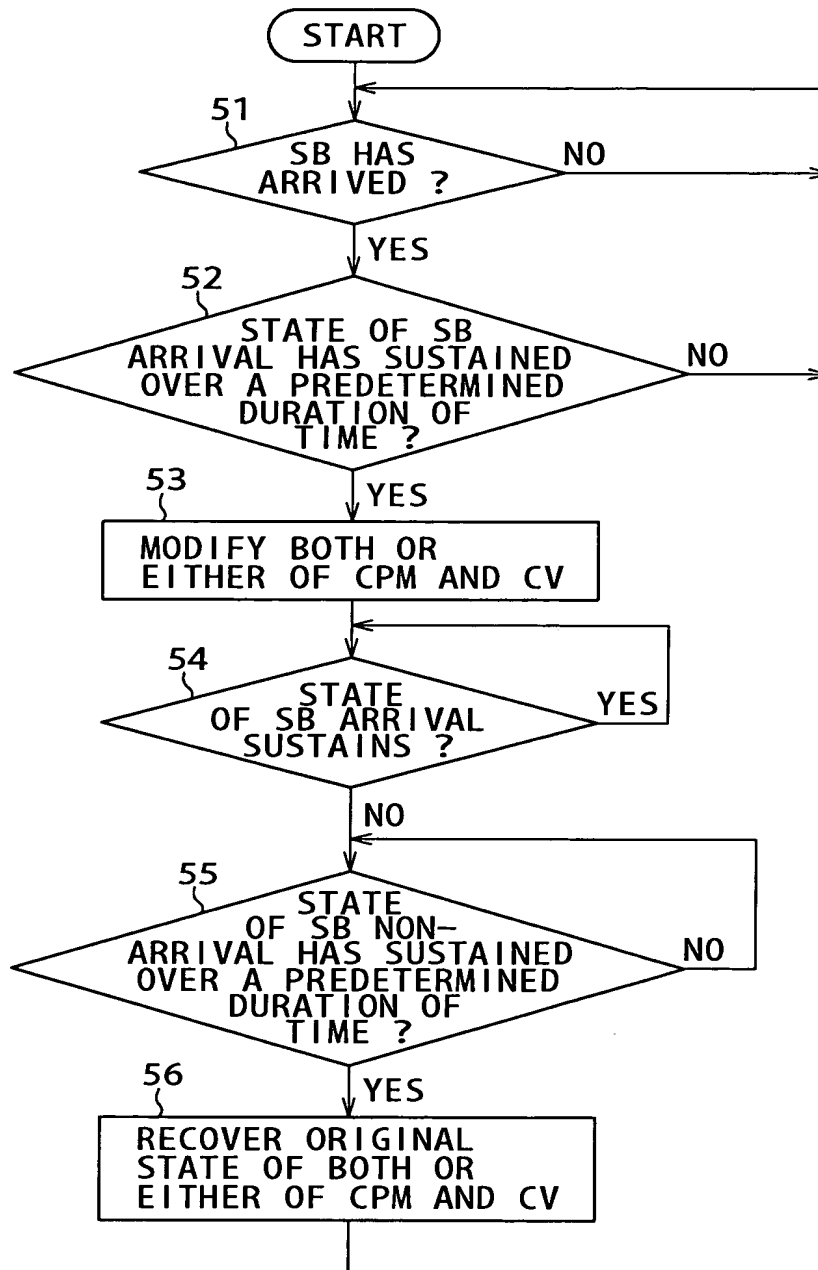 START
51
SB HAS
ARRIVED ?
NO
YES
52
STATE OF SB
ARRIVAL HAS SUSTAINED
OVER A PREDETERMINED
DURATION OF
TIME ?
NO
YES
53
MODIFY BOTH OR
EITHER OF CPM AND CV
54
STATE
OF SB ARRIVAL
SUSTAINS ?
YES
NO
55
STATE
OF SB NON-
ARRIVAL HAS SUSTAINED
OVER A PREDETERMINED
DURATION OF
TIME ?
NO
YES
56
RECOVER ORIGINAL
STATE OF BOTH OR
EITHER OF CPM AND CV